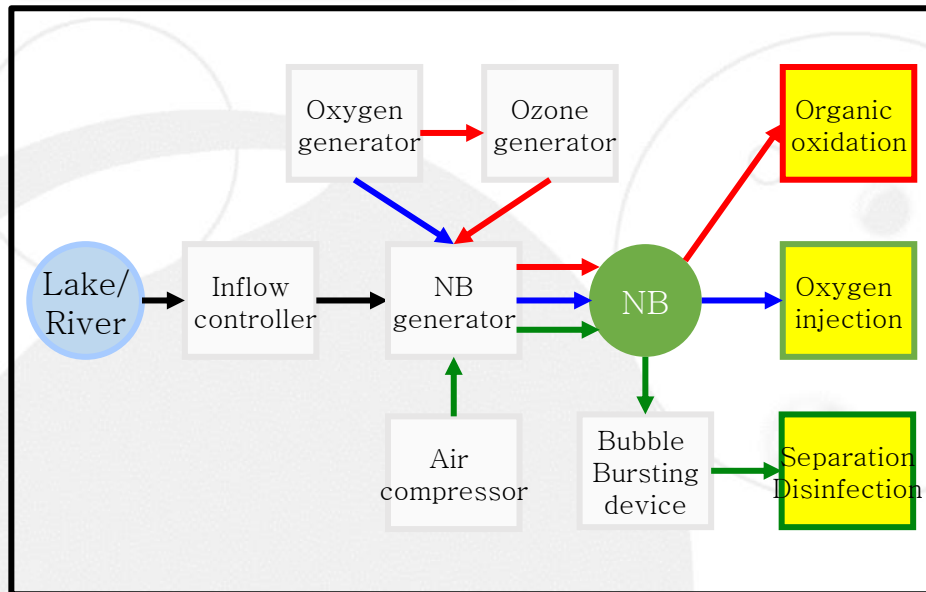 Oxygen
generator
Ozone
generator
Organic
oxidation
Lake/
River
Inflow
controller
NB
generator
NB
Oxygen
injection
Air
compressor
Bubble
Bursting
device
Separation
Disinfection